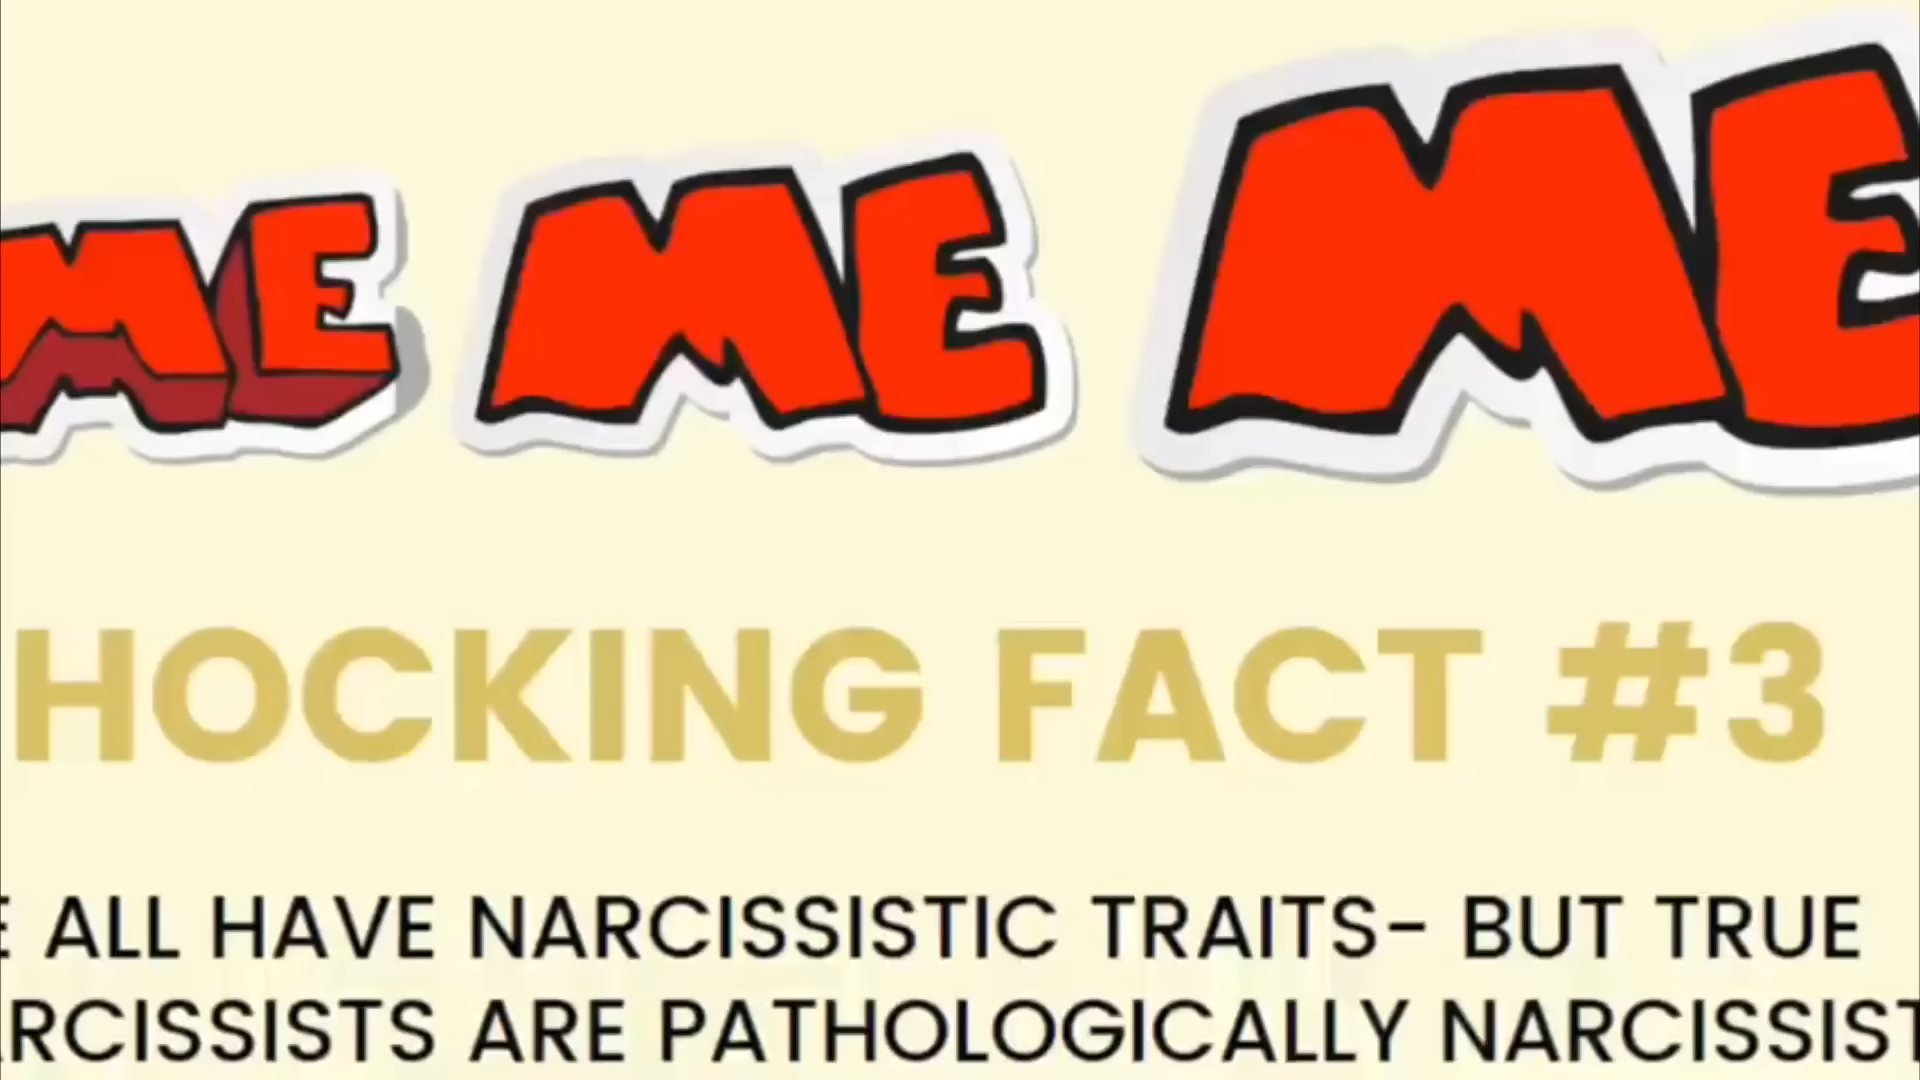 ME ME ME
HOCKING FACT #3
E ALL HAVE NARCISSISTIC TRAITS- BUT TRUE
RCISSISTS ARE PATHOLOGICALLY NARCISSIST